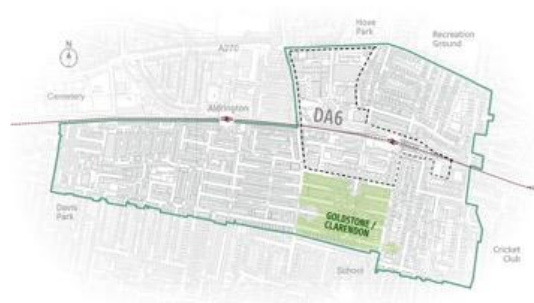 Hove
Park
Recreation
Ground
N
A270
Cemetery
Aldrington
DA6
Davis
Park
GOLDSTONE /
CLARENDON
School
Cricket
Club